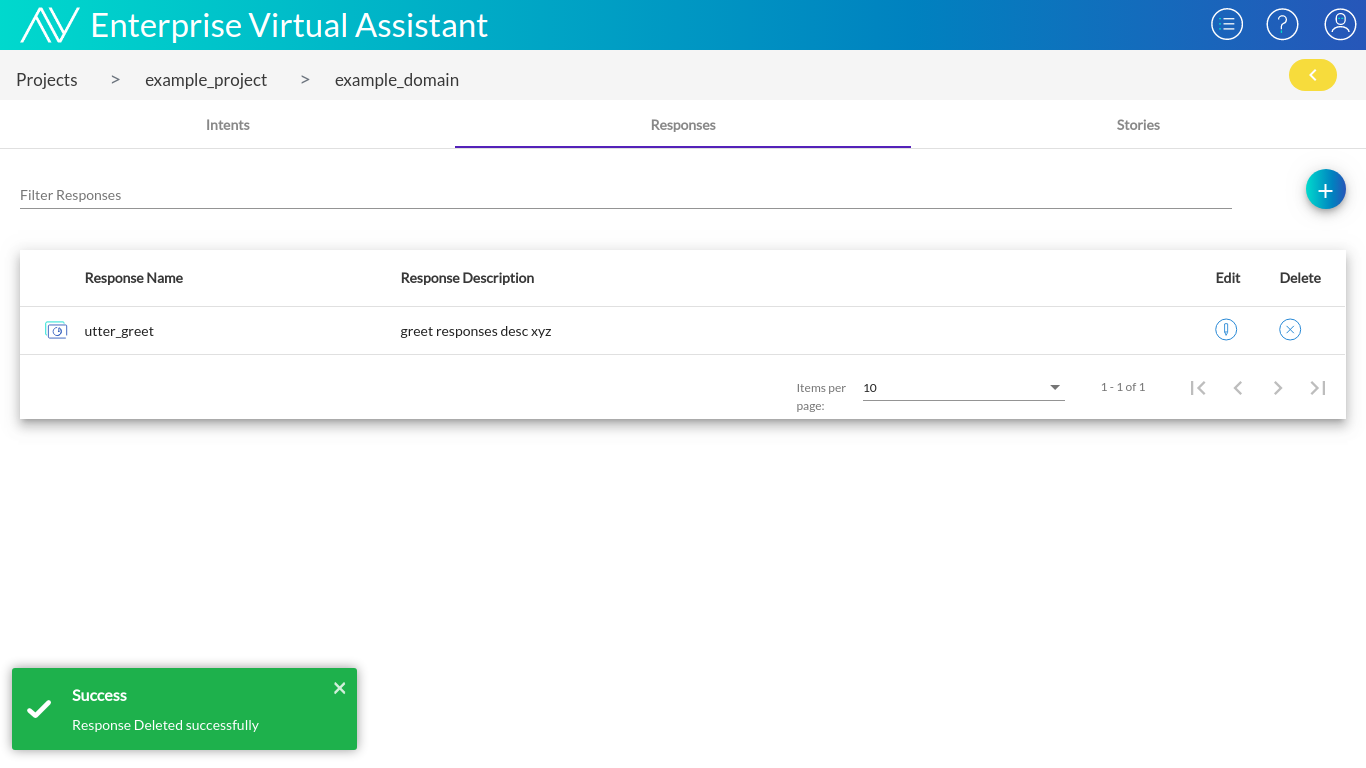 Enterprise Virtual Assistant
Projects > example_project > example_domain
Intents Responses Stories
Filter Responses
Response Name Response Description Edit Delete
utter_greet greet responses desc xyz
Items per page: 10 1 - 1 of 1
Success
Response Deleted successfully